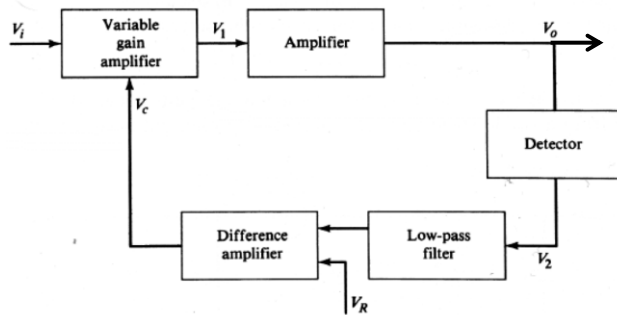 V_i
Variable
gain
amplifier
V_1
Amplifier
V_o
V_c
Detector
Difference
amplifier
Low-pass
filter
V_2
V_R